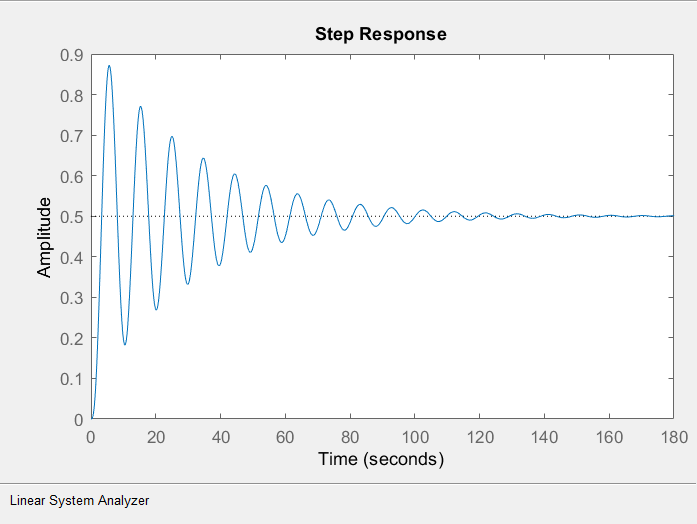 Step Response
0.9
0.8
0.7
0.6
0.5
0.4
0.3
0.2
0.1
0
Amplitude
0 20 40 60 80 100 120 140 160 180
Time (seconds)
Linear System Analyzer